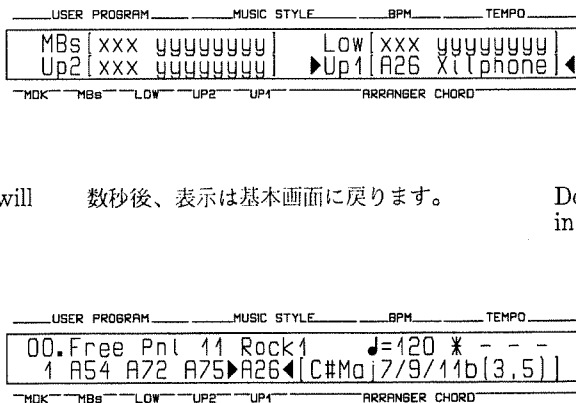 USER PROGRAM MUSIC STYLE BPM TEMPO
MBs[xxx yyyyyyyy] Low[xxx yyyyyyyy]
Up2[xxx yyyyyyyy] ▶Up1[A26 Xilphone]◀
MDK MBs LOW UP2 UP1 ARRANGER CHORD
will 数秒後、表示は基本画面に戻ります。 De
in
USER PROGRAM MUSIC STYLE BPM TEMPO
00.Free Pnl 11 Rock1 ♩=120 * - - -
1 A54 A72 A75▶A26◀[C#Maj7/9/11b(3,5)]
MDK MBs LOW UP2 UP1 ARRANGER CHORD